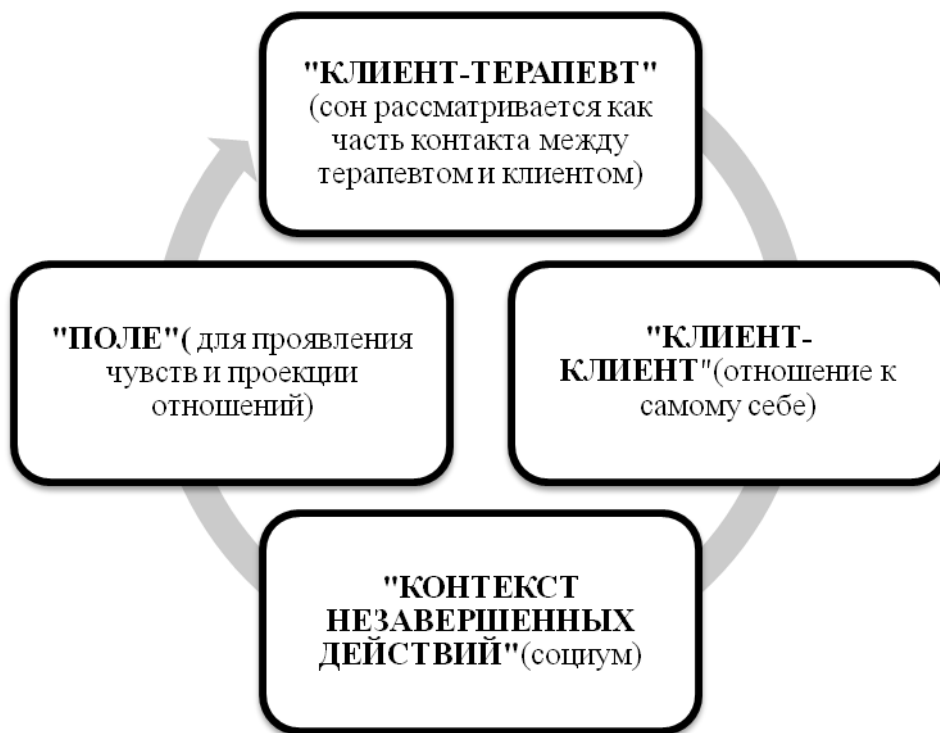 "КЛИЕНТ-ТЕРАПЕВТ"
(сон рассматривается как
часть контакта между
терапевтом и клиентом)
"КЛИЕНТ-
КЛИЕНТ"(отношение к
самому себе)
"КОНТЕКСТ
НЕЗАВЕРШЕННЫХ
ДЕЙСТВИЙ"(социум)
"ПОЛЕ"( для проявления
чувств и проекции
отношений)